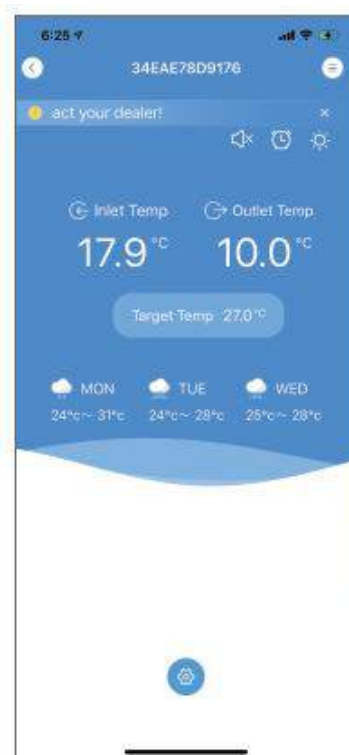 6:25
34EAE78D9176
act your dealer!
Inlet Temp Outlet Temp
17.9°C 10.0°C
Target Temp 27.0°C
MON TUE WED
24°c~ 31°c 24°c~ 28°c 25°c~ 28°c